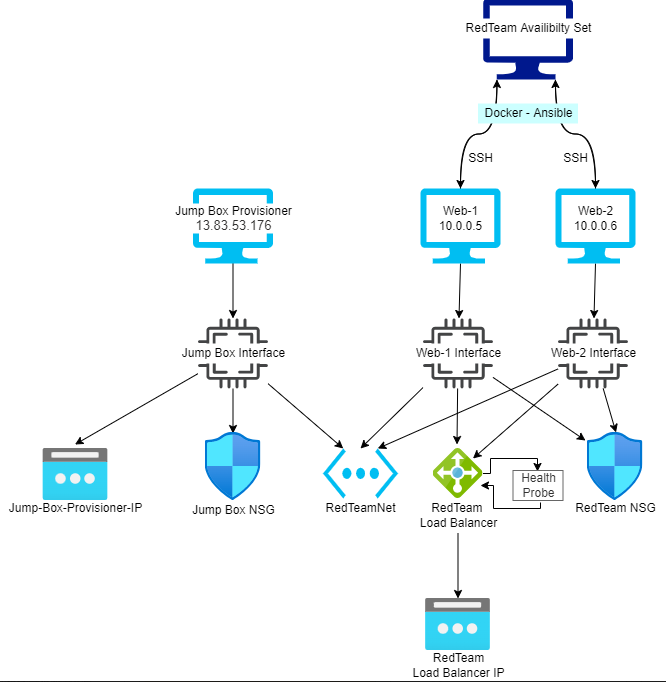 RedTeam Availibilty Set
Docker - Ansible
SSH
SSH
Jump Box Provisioner
13.83.53.176
Web-1
10.0.0.5
Web-2
10.0.0.6
Jump Box Interface
Web-1 Interface
Web-2 Interface
Jump-Box-Provisioner-IP
Jump Box NSG
RedTeamNet
RedTeam
Load Balancer
Health
Probe
RedTeam NSG
RedTeam
Load Balancer IP